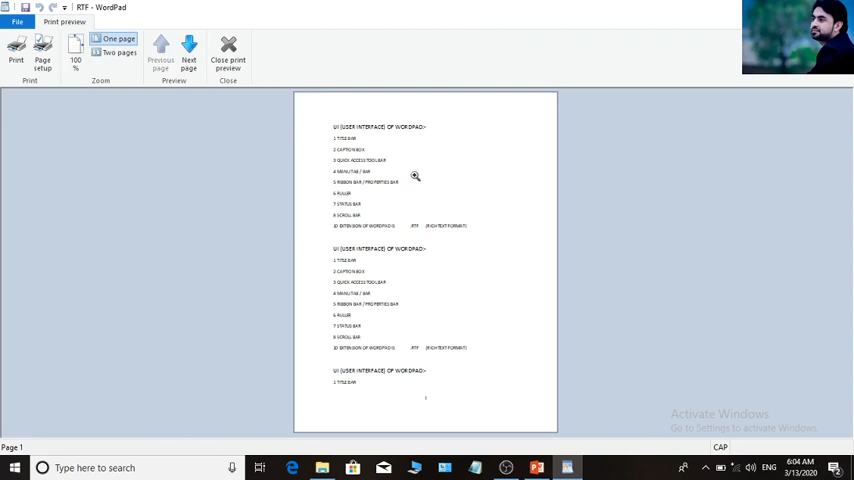 RTF - WordPad
File
Print preview
Print
Page setup
100 %
One page
Two pages
Previous page
Next page
Close print preview
Print
Zoom
Preview
Close
UI (USER INTERFACE) OF WORDPAD>
1 TITLE BAR
2 CAPTION BOX
3 QUICK ACCESS TOOL BAR
4 MANU TAB / BAR
5 RIBBON BAR / PROPERTIES BAR
6 RULLER
7 STATUS BAR
8 SCROLL BAR
10 EXTENSION OF WORDPAD IS .RTF (RICH TEXT FORMAT)
UI (USER INTERFACE) OF WORDPAD>
1 TITLE BAR
2 CAPTION BOX
3 QUICK ACCESS TOOL BAR
4 MANU TAB / BAR
5 RIBBON BAR / PROPERTIES BAR
6 RULLER
7 STATUS BAR
8 SCROLL BAR
10 EXTENSION OF WORDPAD IS .RTF (RICH TEXT FORMAT)
UI (USER INTERFACE) OF WORDPAD>
1 TITLE BAR
1
Activate Windows
Go to Settings to activate Windows.
Page 1
CAP
Type here to search
ENG
6:04 AM
3/13/2020
2